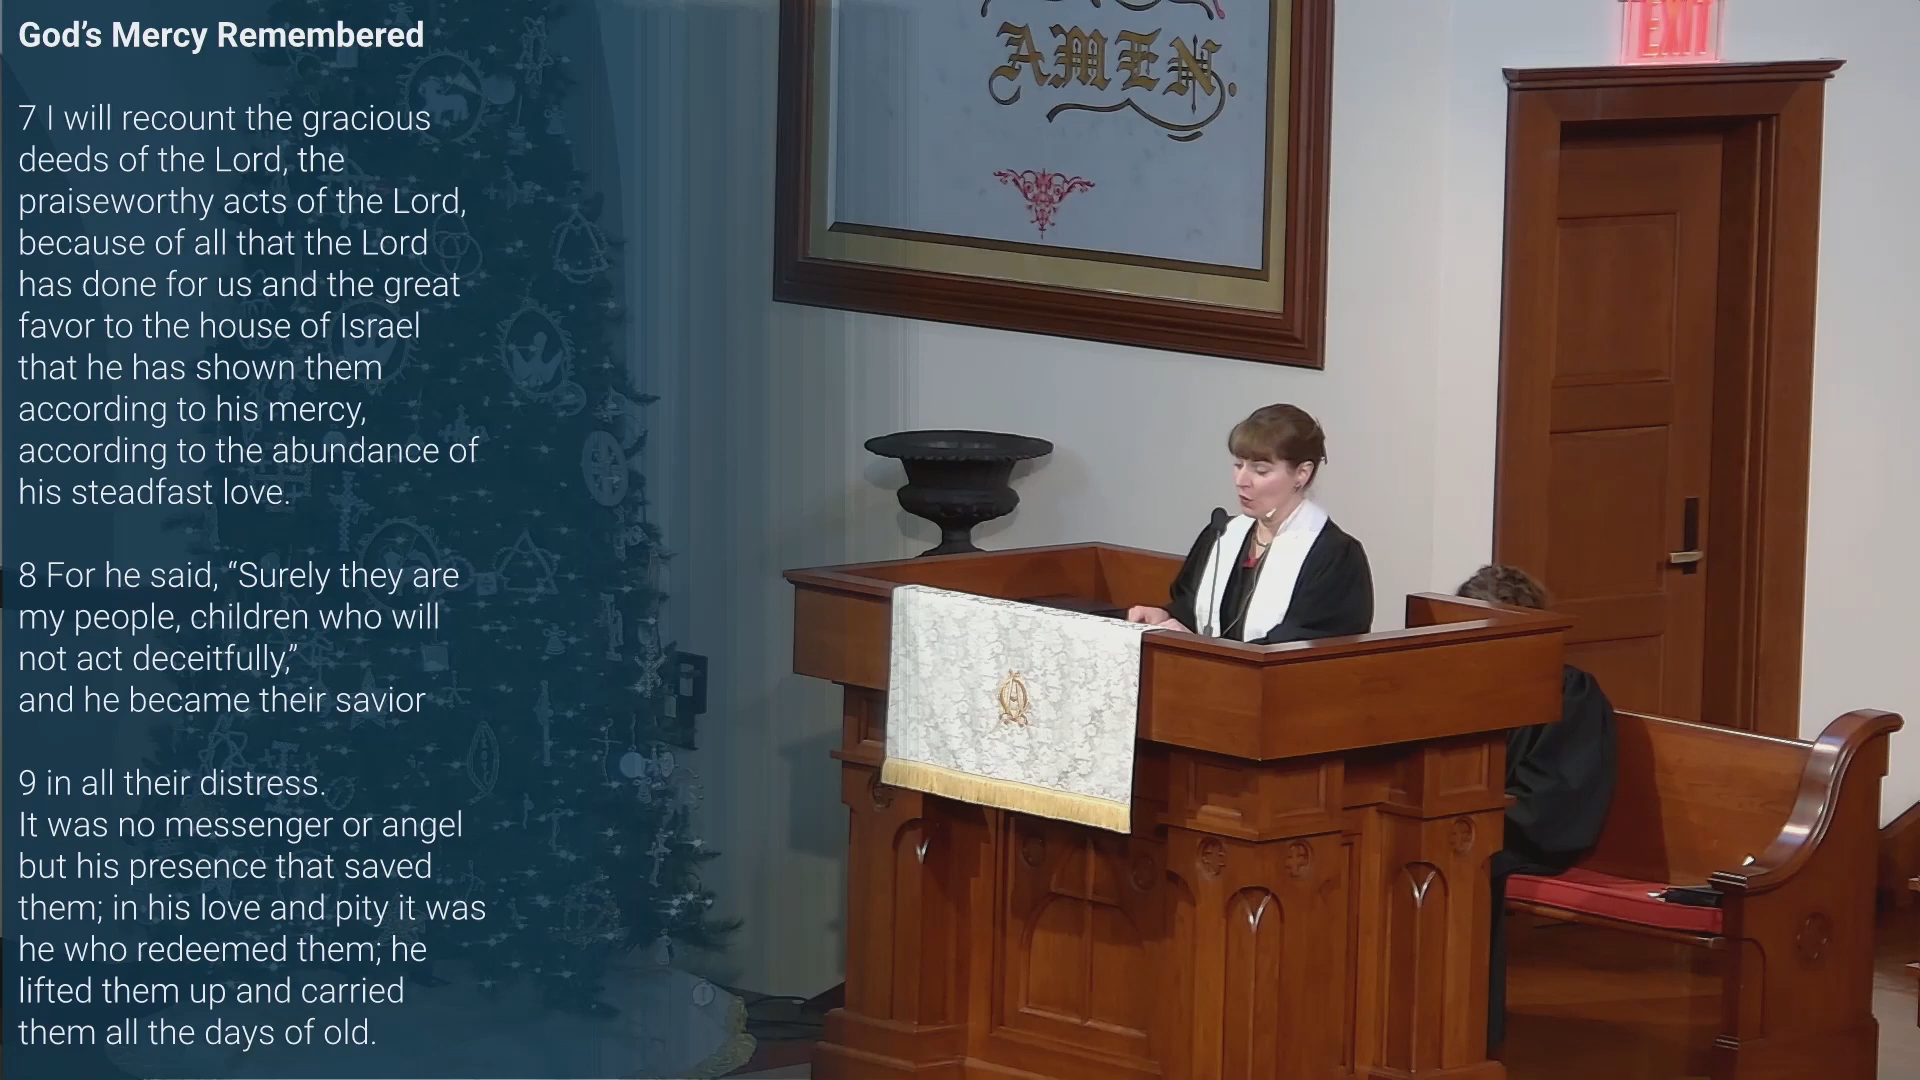 God’s Mercy Remembered
7 I will recount the gracious
deeds of the Lord, the
praiseworthy acts of the Lord,
because of all that the Lord
has done for us and the great
favor to the house of Israel
that he has shown them
according to his mercy,
according to the abundance of
his steadfast love.
8 For he said, “Surely they are
my people, children who will
not act deceitfully,”
and he became their savior
9 in all their distress.
It was no messenger or angel
but his presence that saved
them; in his love and pity it was
he who redeemed them; he
lifted them up and carried
them all the days of old.
AMEN.
EXIT